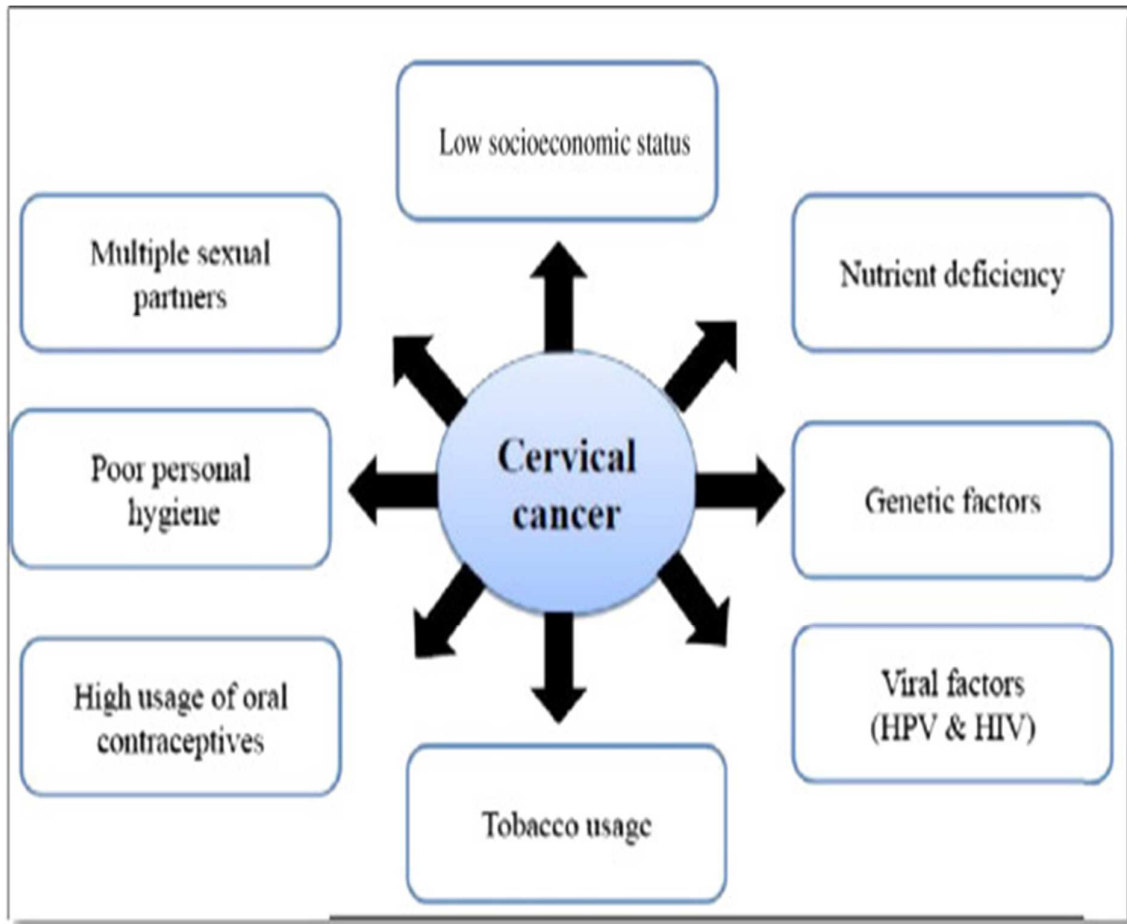 Low socioeconomic status
Multiple sexual
partners
Nutrient deficiency
Poor personal
hygiene
Cervical
cancer
Genetic factors
High usage of oral
contraceptives
Viral factors
(HPV & HIV)
Tobacco usage